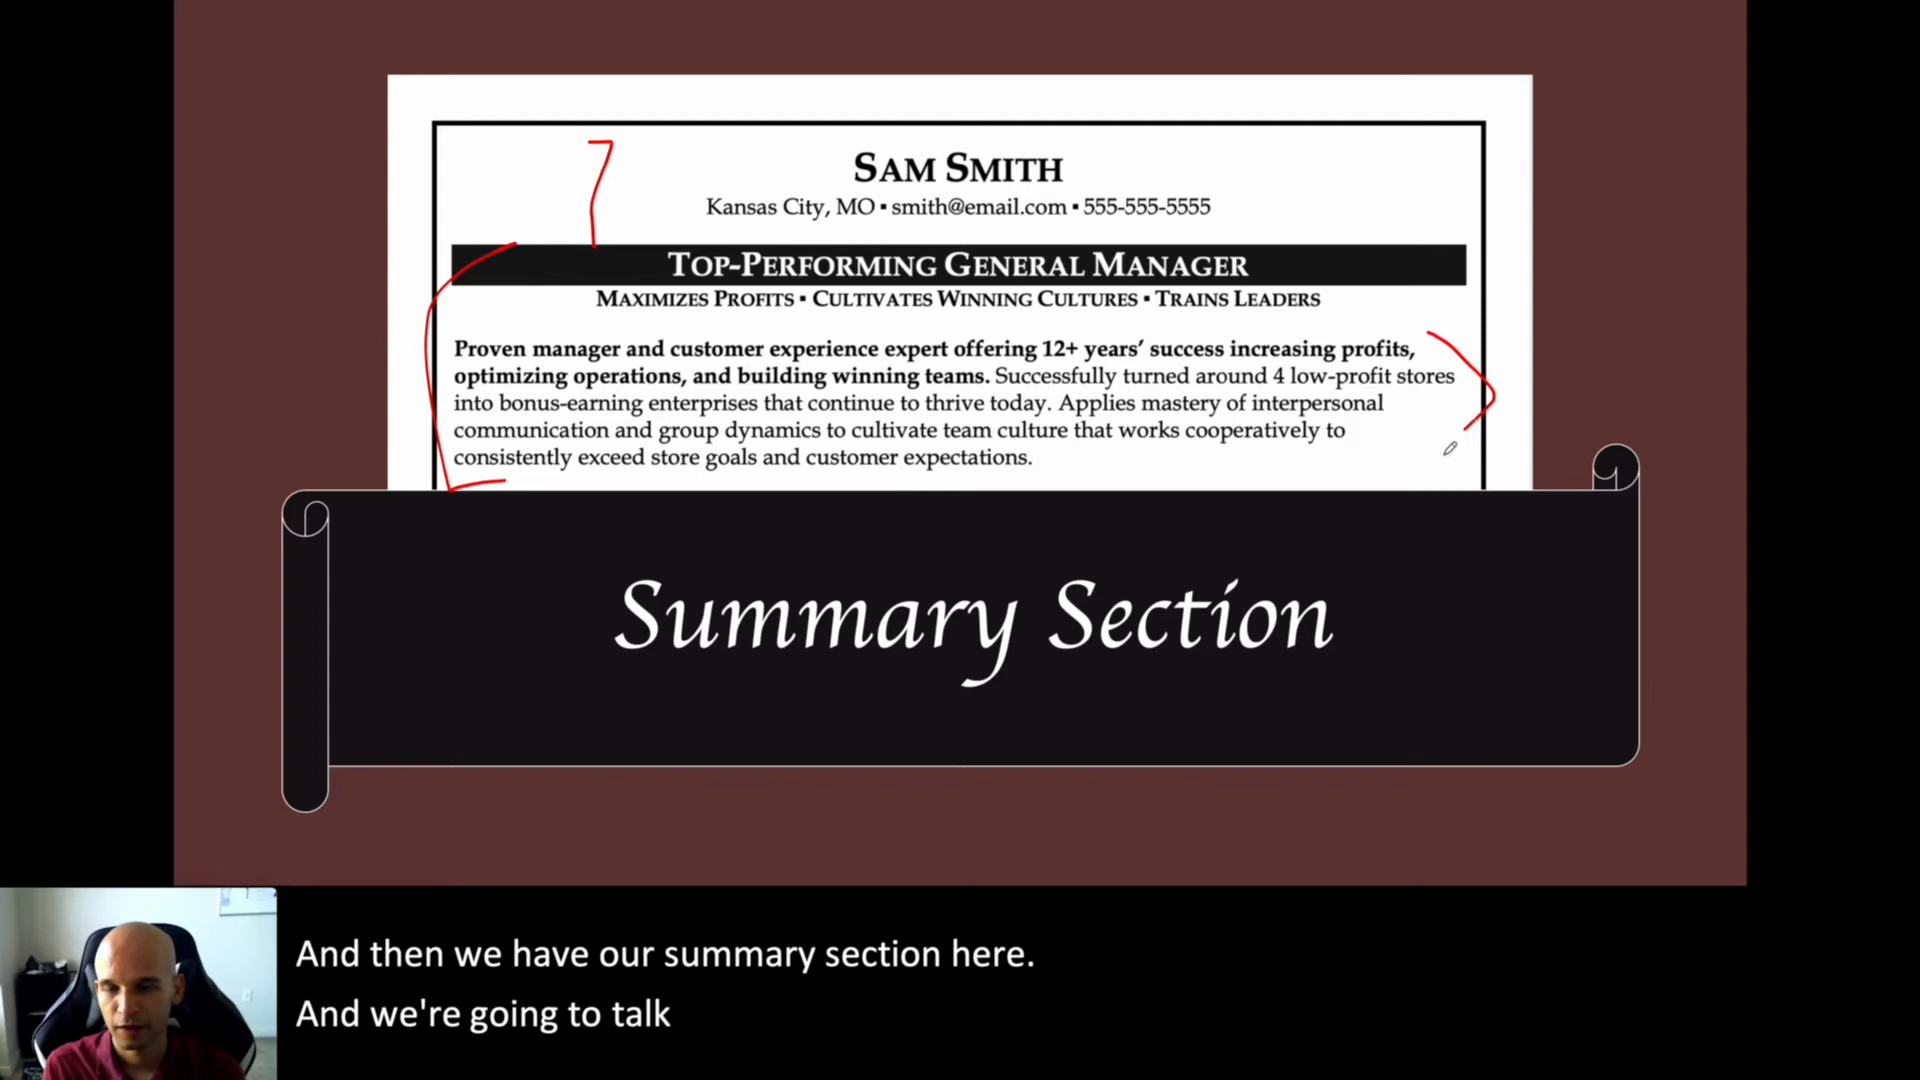 SAM SMITH
Kansas City, MO ▪ smith@email.com ▪ 555-555-5555
TOP-PERFORMING GENERAL MANAGER
MAXIMIZES PROFITS ▪ CULTIVATES WINNING CULTURES ▪ TRAINS LEADERS
Proven manager and customer experience expert offering 12+ years’ success increasing profits,
optimizing operations, and building winning teams. Successfully turned around 4 low-profit stores
into bonus-earning enterprises that continue to thrive today. Applies mastery of interpersonal
communication and group dynamics to cultivate team culture that works cooperatively to
consistently exceed store goals and customer expectations.
Summary Section
And then we have our summary section here.
And we're going to talk